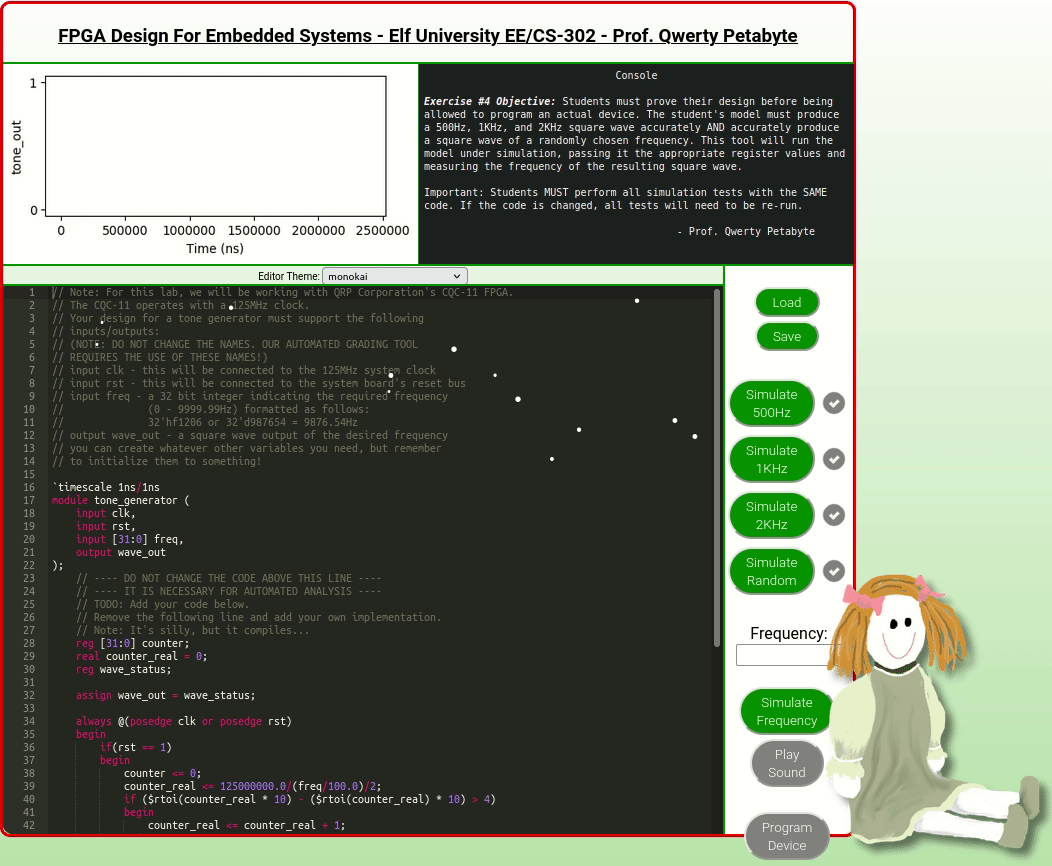 FPGA Design For Embedded Systems - Elf University EE/CS-302 - Prof. Qwerty Petabyte
1
0
tone_out
0 500000 1000000 1500000 2000000 2500000
Time (ns)
Console
Exercise #4 Objective: Students must prove their design before being
allowed to program an actual device. The student's model must produce
a 500Hz, 1KHz, and 2KHz square wave accurately AND accurately produce
a square wave of a randomly chosen frequency. This tool will run the
model under simulation, passing it the appropriate register values and
measuring the frequency of the resulting square wave.
Important: Students MUST perform all simulation tests with the SAME
code. If the code is changed, all tests will need to be re-run.
- Prof. Qwerty Petabyte
Editor Theme: monokai
1 // Note: For this lab, we will be working with QRP Corporation's CQC-11 FPGA.
2 // The CQC-11 operates with a 125MHz clock.
3 // Your design for a tone generator must support the following
4 // inputs/outputs:
5 // (NOTE: DO NOT CHANGE THE NAMES. OUR AUTOMATED GRADING TOOL
6 // REQUIRES THE USE OF THESE NAMES!)
7 // input clk - this will be connected to the 125MHz system clock
8 // input rst - this will be connected to the system board's reset bus
9 // input freq - a 32 bit integer indicating the required frequency
10 // (0 - 9999.99Hz) formatted as follows:
11 // 32'hf1206 or 32'd987654 = 9876.54Hz
12 // output wave_out - a square wave output of the desired frequency
13 // you can create whatever other variables you need, but remember
14 // to initialize them to something!
15
16 `timescale 1ns/1ns
17 module tone_generator (
18 input clk,
19 input rst,
20 input [31:0] freq,
21 output wave_out
22 );
23 // ---- DO NOT CHANGE THE CODE ABOVE THIS LINE ----
24 // ---- IT IS NECESSARY FOR AUTOMATED ANALYSIS ----
25 // TODO: Add your code below.
26 // Remove the following line and add your own implementation.
27 // Note: It's silly, but it compiles...
28 reg [31:0] counter;
29 real counter_real = 0;
30 reg wave_status;
31
32 assign wave_out = wave_status;
33
34 always @(posedge clk or posedge rst)
35 begin
36 if(rst == 1)
37 begin
38 counter <= 0;
39 counter_real <= 125000000.0/(freq/100.0)/2;
40 if ($rtoi(counter_real * 10) - ($rtoi(counter_real) * 10) > 4)
41 begin
42 counter_real <= counter_real + 1;
Load
Save
Simulate
500Hz
Simulate
1KHz
Simulate
2KHz
Simulate
Random
Frequency:
Simulate
Frequency
Play
Sound
Program
Device